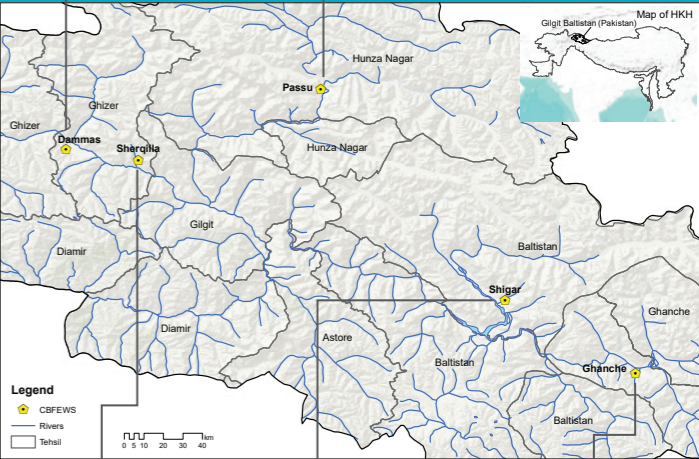 Map of HKH
Gilgit Baltistan (Pakistan)
Hunza Nagar
Passu
Ghizer
Ghizer
Dammas
Sherqilla
Hunza Nagar
Gilgit
Diamir
Baltistan
Shigar
Ghanche
Diamir
Astore
Baltistan
Ghanche
Baltistan
Legend
CBFEWS
Rivers
Tehsil
0 5 10 20 30 40 km